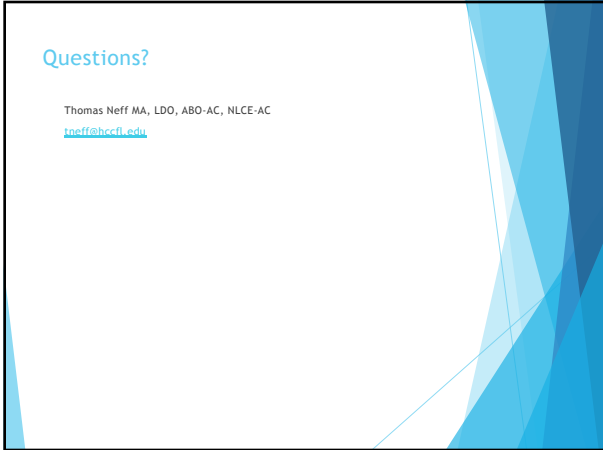 Questions?
Thomas Neff MA, LDO, ABO-AC, NLCE-AC
tneff@hccfl.edu